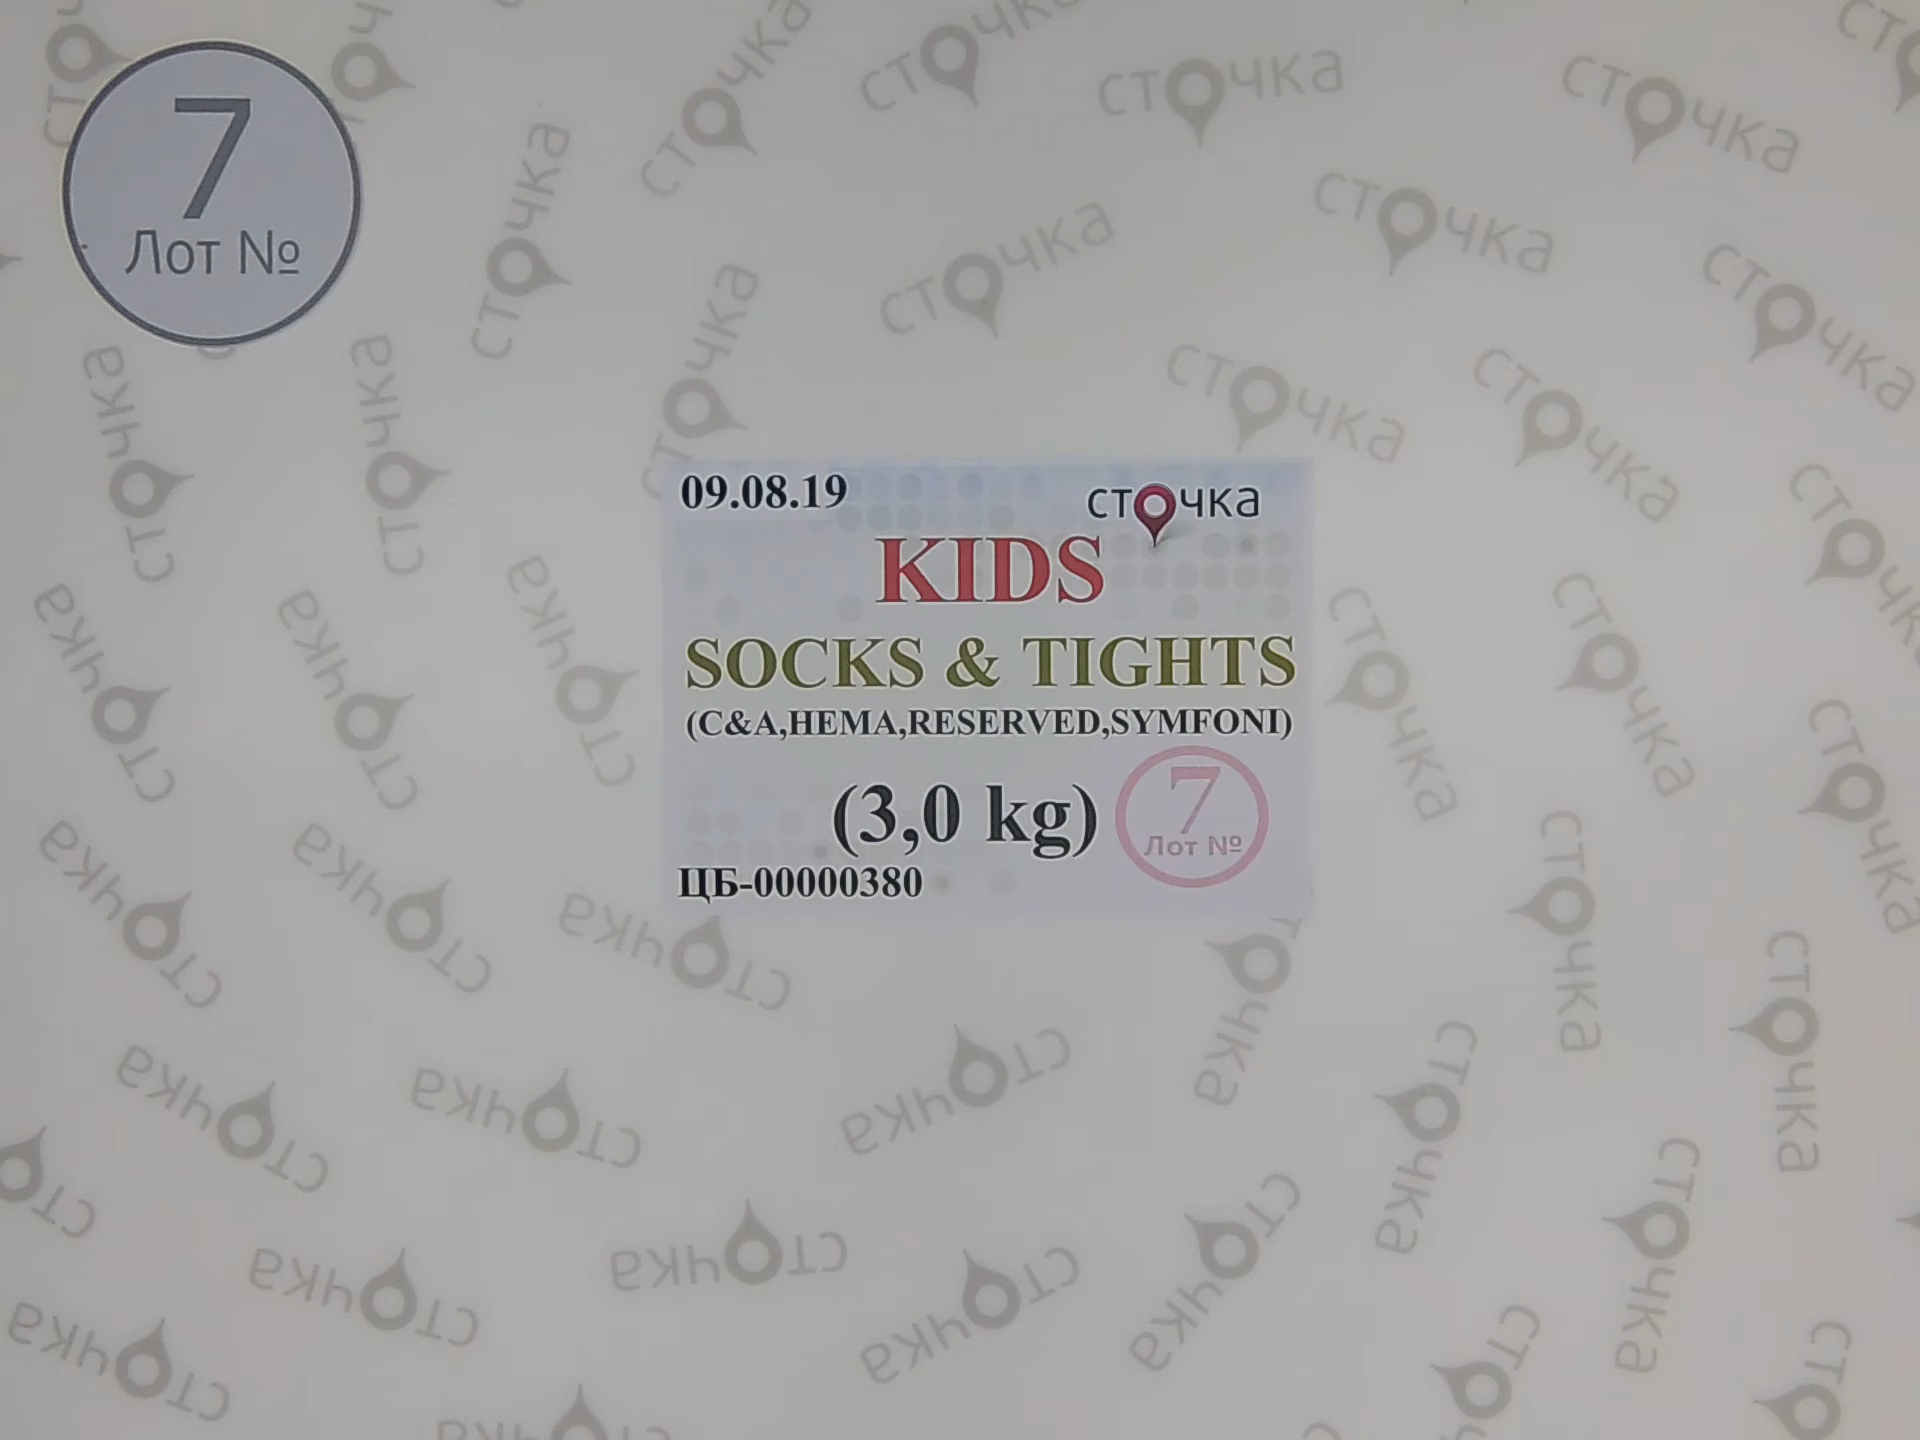 7
Лот №
09.08.19
сточка
KIDS
SOCKS & TIGHTS
(C&A,HEMA,RESERVED,SYMFONI)
(3,0 kg)
7
Лот №
ЦБ-00000380